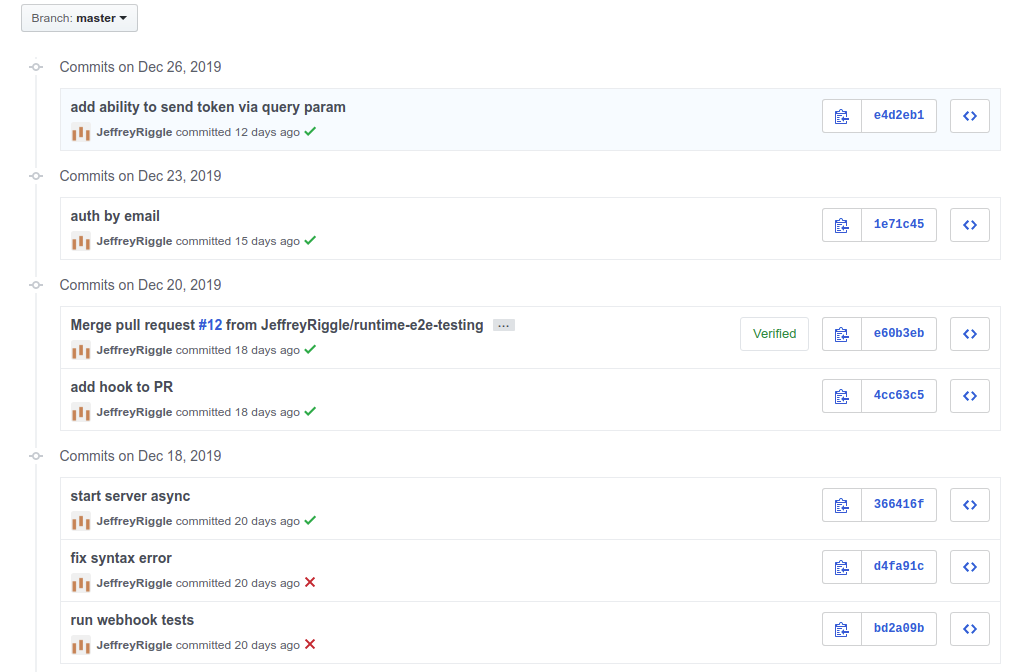 Branch: master
Commits on Dec 26, 2019
add ability to send token via query param
JeffreyRiggle committed 12 days ago
e4d2eb1
Commits on Dec 23, 2019
auth by email
JeffreyRiggle committed 15 days ago
1e71c45
Commits on Dec 20, 2019
Merge pull request #12 from JeffreyRiggle/runtime-e2e-testing ...
JeffreyRiggle committed 18 days ago
Verified
e60b3eb
add hook to PR
JeffreyRiggle committed 18 days ago
4cc63c5
Commits on Dec 18, 2019
start server async
JeffreyRiggle committed 20 days ago
366416f
fix syntax error
JeffreyRiggle committed 20 days ago
d4fa91c
run webhook tests
JeffreyRiggle committed 20 days ago
bd2a09b